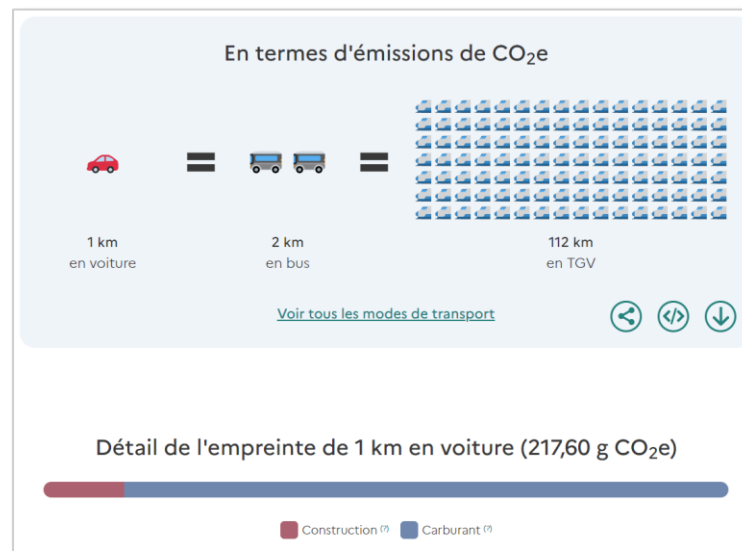 En termes d'émissions de CO₂e
1 km
en voiture
2 km
en bus
112 km
en TGV
Voir tous les modes de transport
Détail de l'empreinte de 1 km en voiture (217,60 g CO₂e)
Construction (?) Carburant (?)